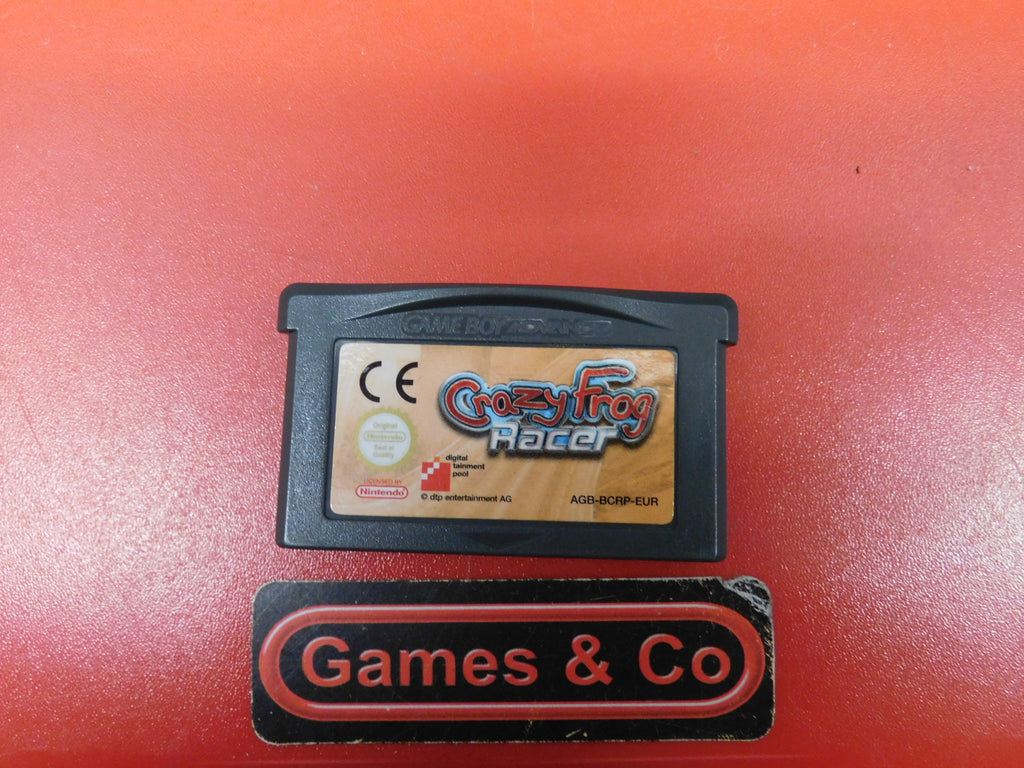 GAME BOY ADVANCE
CE
Crazy Frog
Racer
Original
Nintendo
Seal of
Quality
LICENSED BY
Nintendo
digital
tainment
pool
© dtp entertainment AG
AGB-BCRP-EUR
Games & Co